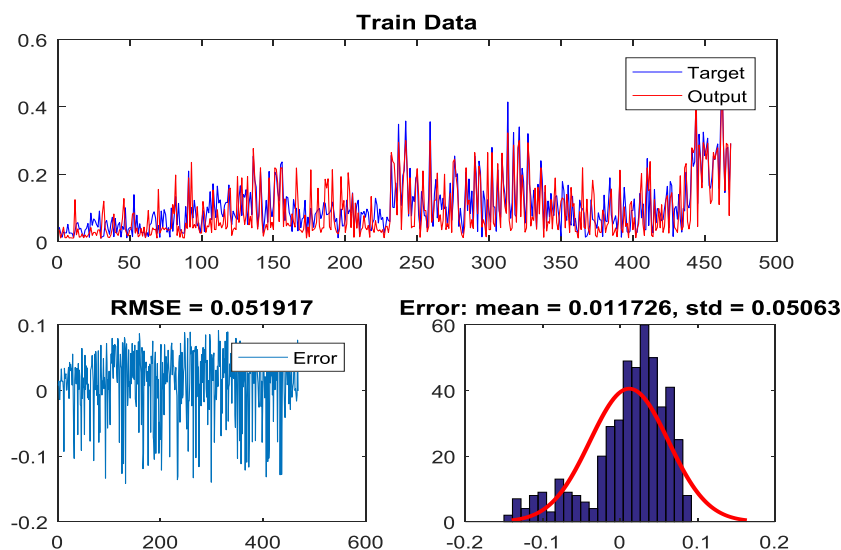 Train Data
0.6
0.4
0.2
0
0 50 100 150 200 250 300 350 400 450 500
Target
Output
RMSE = 0.051917
0.1
0
-0.1
-0.2
0 200 400 600
Error
Error: mean = 0.011726, std = 0.05063
60
40
20
0
-0.2 -0.1 0 0.1 0.2